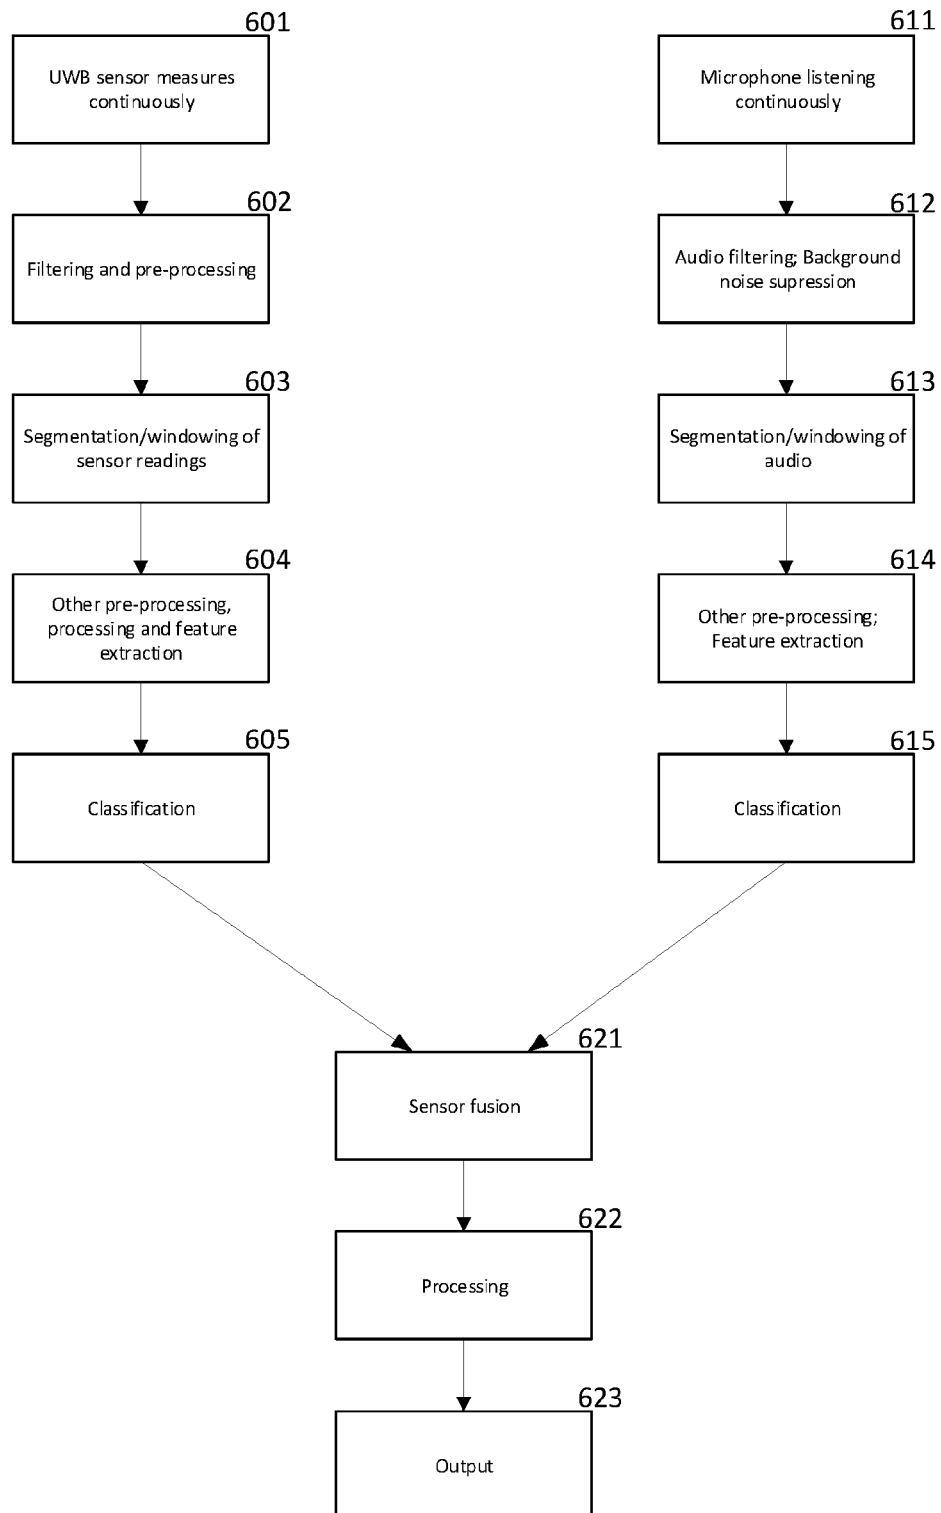 601
UWB sensor measures
continuously
602
Filtering and pre-processing
603
Segmentation/windowing of
sensor readings
604
Other pre-processing,
processing and feature
extraction
605
Classification
611
Microphone listening
continuously
612
Audio filtering; Background
noise supression
613
Segmentation/windowing of
audio
614
Other pre-processing;
Feature extraction
615
Classification
621
Sensor fusion
622
Processing
623
Output